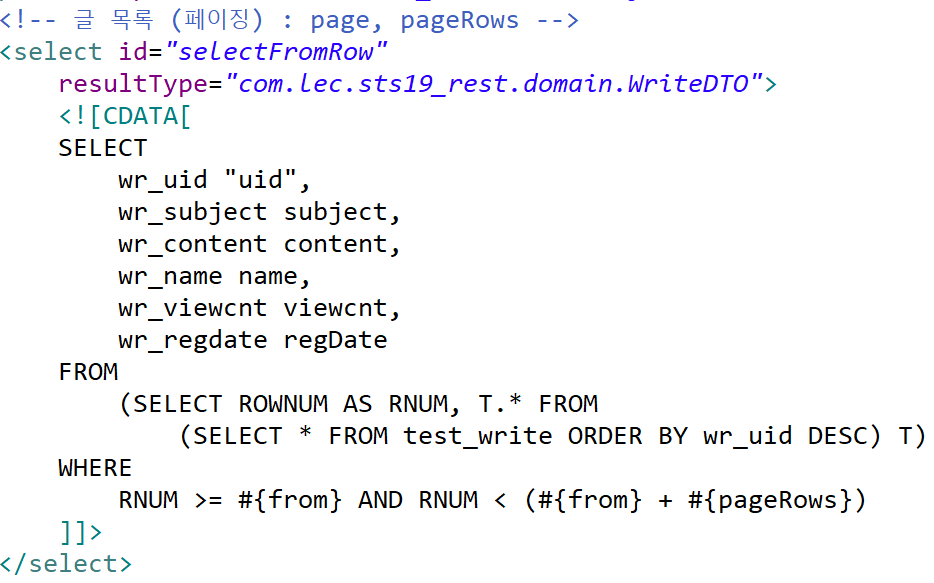 <!-- 글 목록 (페이징) : page, pageRows -->
<select id="selectFromRow"
    resultType="com.lec.sts19_rest.domain.WriteDTO">
    <![CDATA[
    SELECT
        wr_uid "uid",
        wr_subject subject,
        wr_content content,
        wr_name name,
        wr_viewcnt viewcnt,
        wr_regdate regDate
    FROM
        (SELECT ROWNUM AS RNUM, T.* FROM
            (SELECT * FROM test_write ORDER BY wr_uid DESC) T)
    WHERE
        RNUM >= #{from} AND RNUM < (#{from} + #{pageRows})
    ]]>
</select>